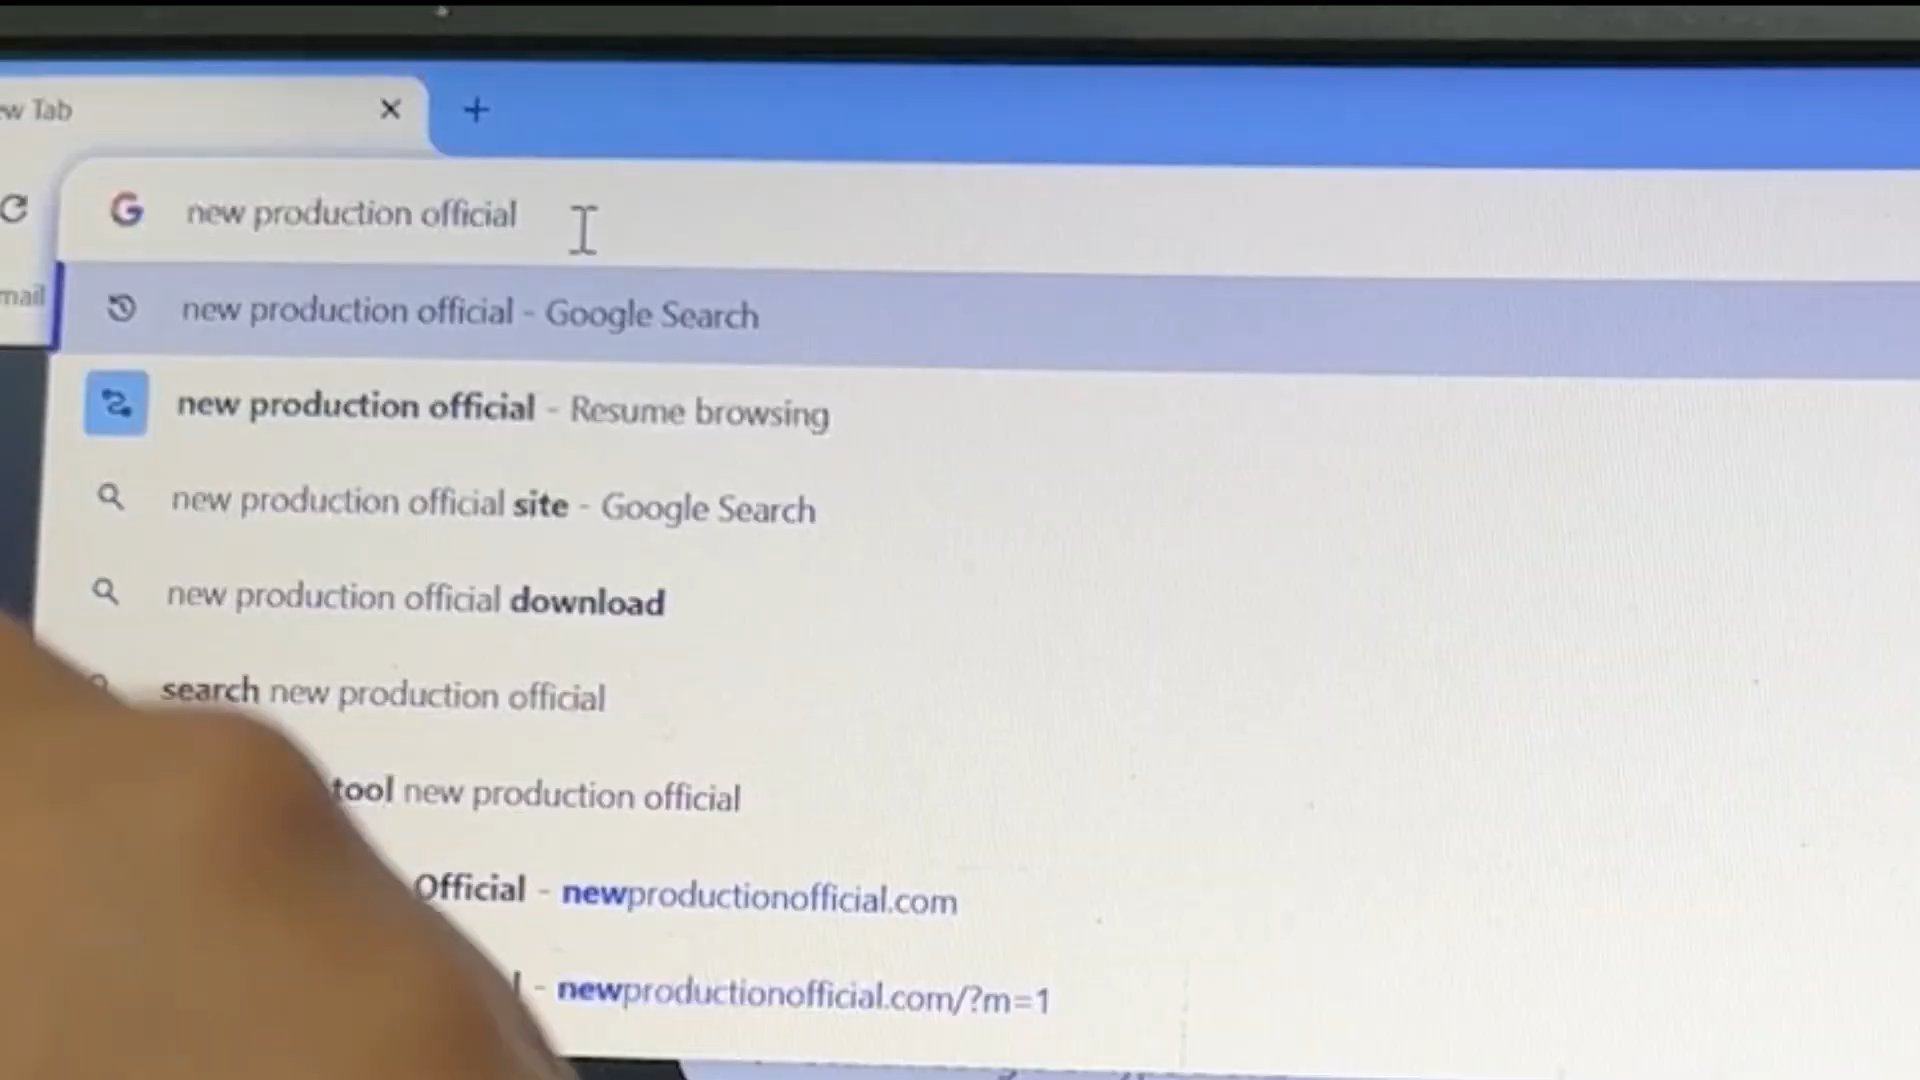 ew Tab
new production official
mail
new production official - Google Search
new production official - Resume browsing
new production official site - Google Search
new production official download
search new production official
tool new production official
Official - newproductionofficial.com
- newproductionofficial.com/?m=1